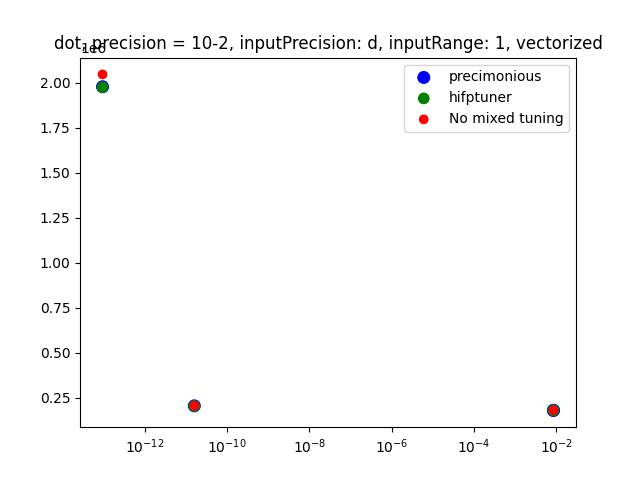 dot, precision = 10-2, inputPrecision: d, inputRange: 1, vectorized
1e6
precimonious
hifptuner
No mixed tuning
2.00
1.75
1.50
1.25
1.00
0.75
0.50
0.25
10⁻¹² 10⁻¹⁰ 10⁻⁸ 10⁻⁶ 10⁻⁴ 10⁻²